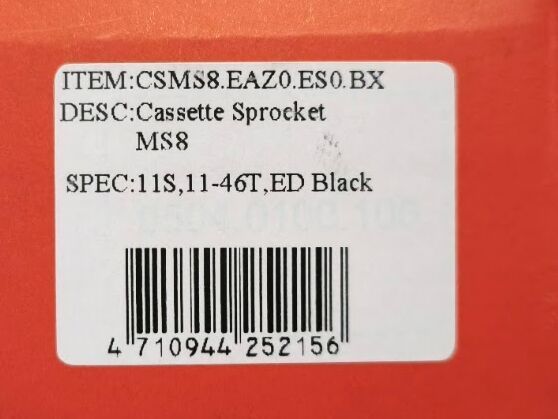 ITEM:CSMS8.EAZ0.ES0.BX
DESC:Cassette Sprocket
MS8
SPEC:11S,11-46T,ED Black
4 710944 252156